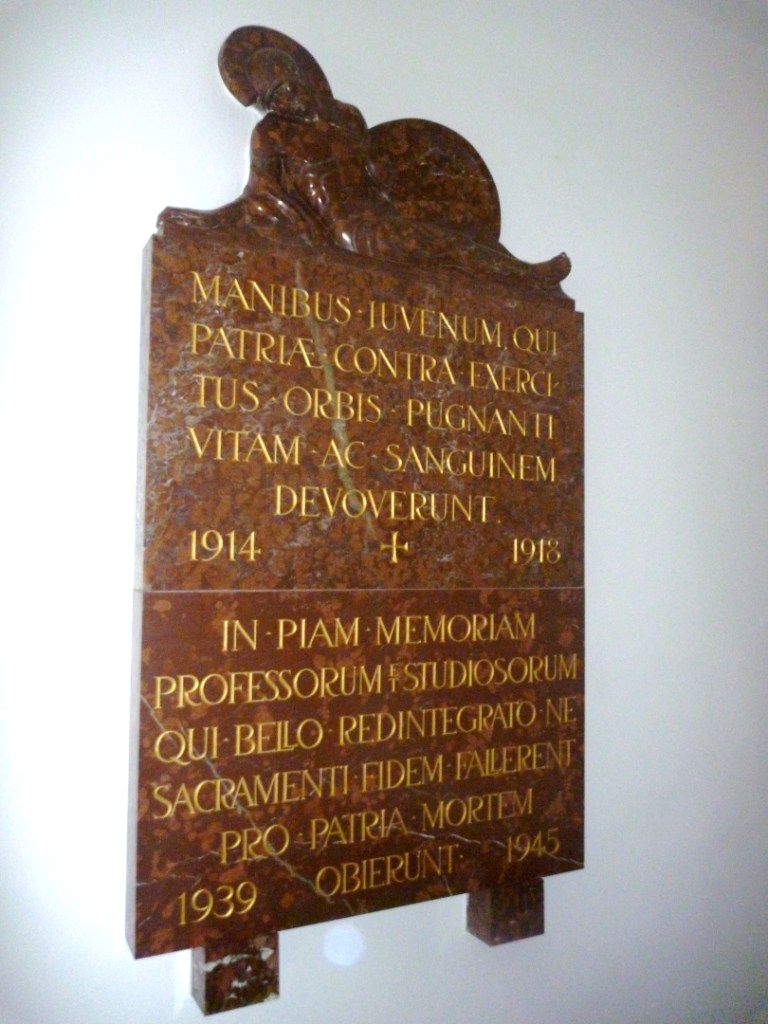 MANIBUS · JUVENUM QUI
PATRIÆ · CONTRA · EXERCI-
TUS · ORBIS · PUGNANTI
VITAM · AC · SANGUINEM
DEVOVERUNT.
1914 + 1918
IN · PIAM · MEMORIAM
PROFESSORUM ET STUDIOSORUM
QUI · BELLO · REDINTEGRATO · NE
SACRAMENTI · FIDEM · FALLERENT
PRO · PATRIA · MORTEM
OBIERUNT ·
1939 1945